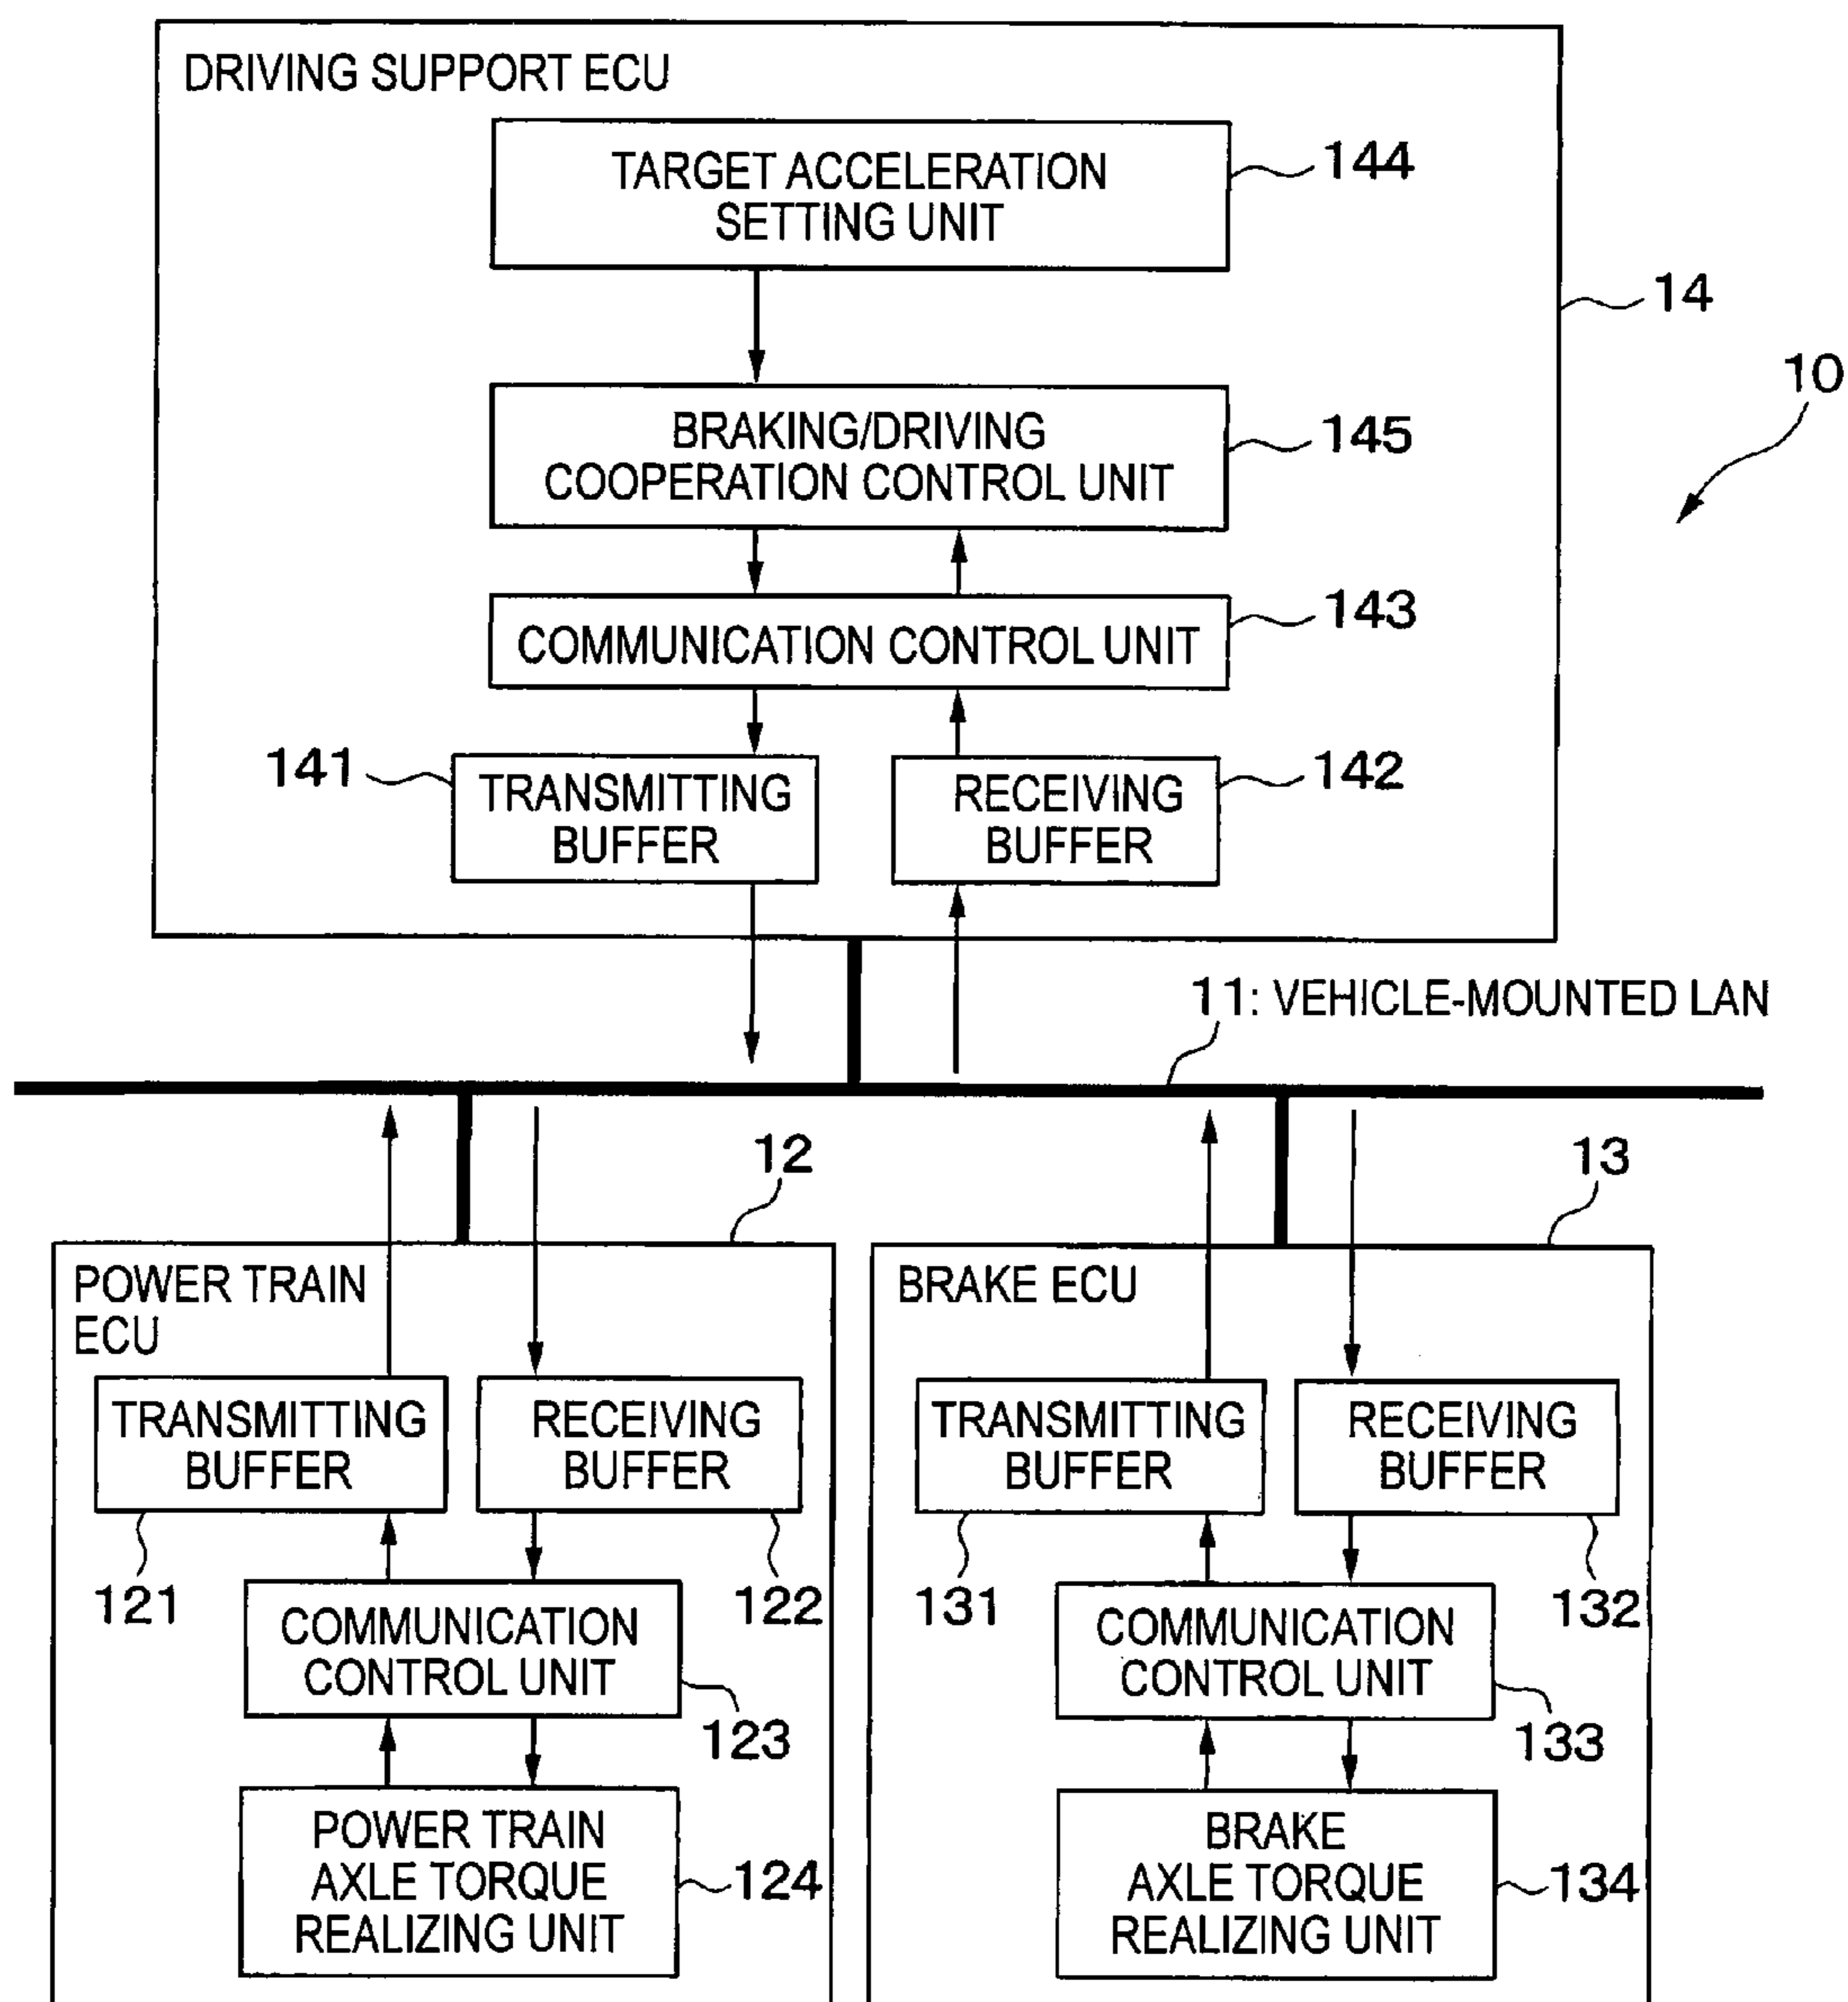 DRIVING SUPPORT ECU
TARGET ACCELERATION
SETTING UNIT
144
14
10
BRAKING/DRIVING
COOPERATION CONTROL UNIT
145
COMMUNICATION CONTROL UNIT
143
141
TRANSMITTING
BUFFER
RECEIVING
BUFFER
142
11: VEHICLE-MOUNTED LAN
12
13
POWER TRAIN
ECU
TRANSMITTING
BUFFER
RECEIVING
BUFFER
121
122
COMMUNICATION
CONTROL UNIT
123
POWER TRAIN
AXLE TORQUE
REALIZING UNIT
124
BRAKE ECU
TRANSMITTING
BUFFER
RECEIVING
BUFFER
131
132
COMMUNICATION
CONTROL UNIT
133
BRAKE
AXLE TORQUE
REALIZING UNIT
134